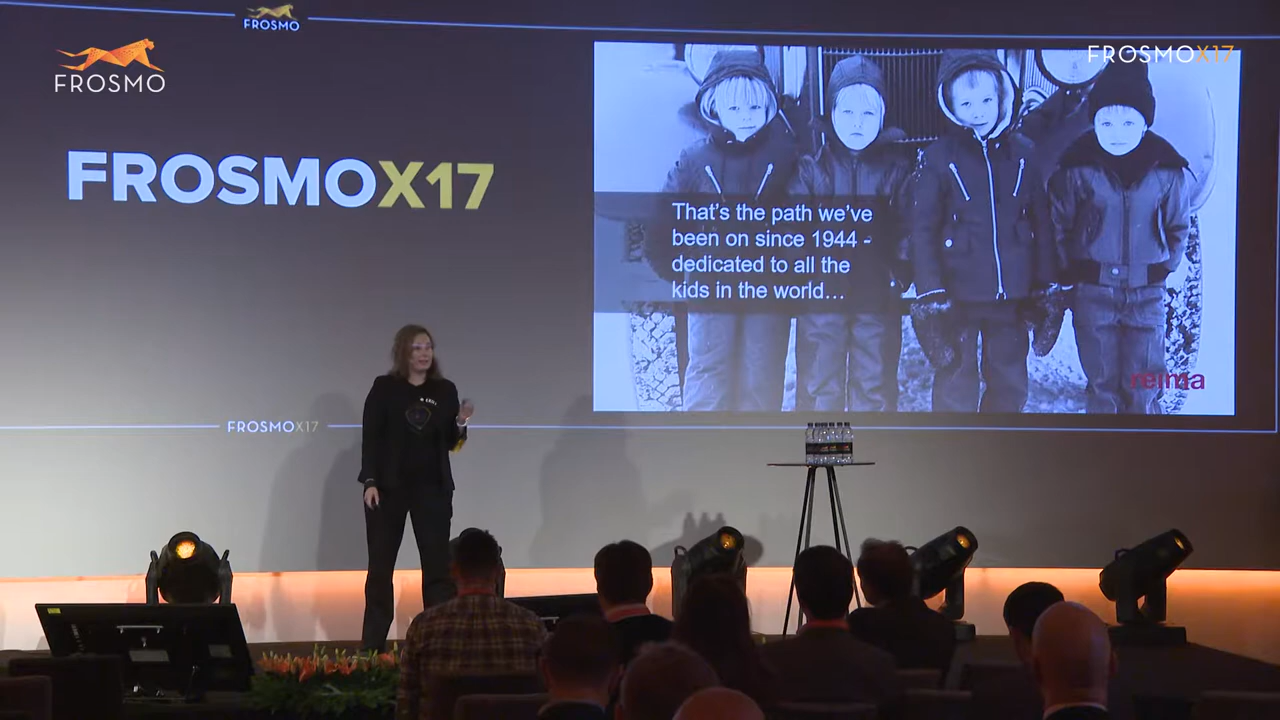 FROSMO
FROSMO
FROSMOX17
FROSMOX17
That's the path we've
been on since 1944 -
dedicated to all the
kids in the world...
reima
FROSMOX17